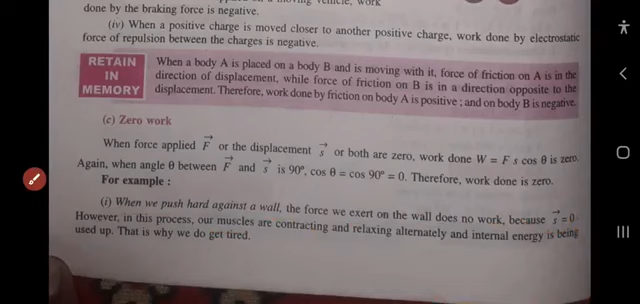 done by the braking force is negative.
(iv) When a positive charge is moved closer to another positive charge, work done by electrostatic
force of repulsion between the charges is negative.
RETAIN
IN
MEMORY
When a body A is placed on a body B and is moving with it, force of friction on A is in the
direction of displacement, while force of friction on B is in a direction opposite to the
displacement. Therefore, work done by friction on body A is positive ; and on body B is negative.
(c) Zero work
When force applied F⃗ or the displacement s⃗ or both are zero, work done W = F s cos θ is zero.
Again, when angle θ between F⃗ and s⃗ is 90°, cos θ = cos 90° = 0. Therefore, work done is zero.
For example :
(i) When we push hard against a wall, the force we exert on the wall does no work, because s⃗ = 0
However, in this process, our muscles are contracting and relaxing alternately and internal energy is being
used up. That is why we do get tired.